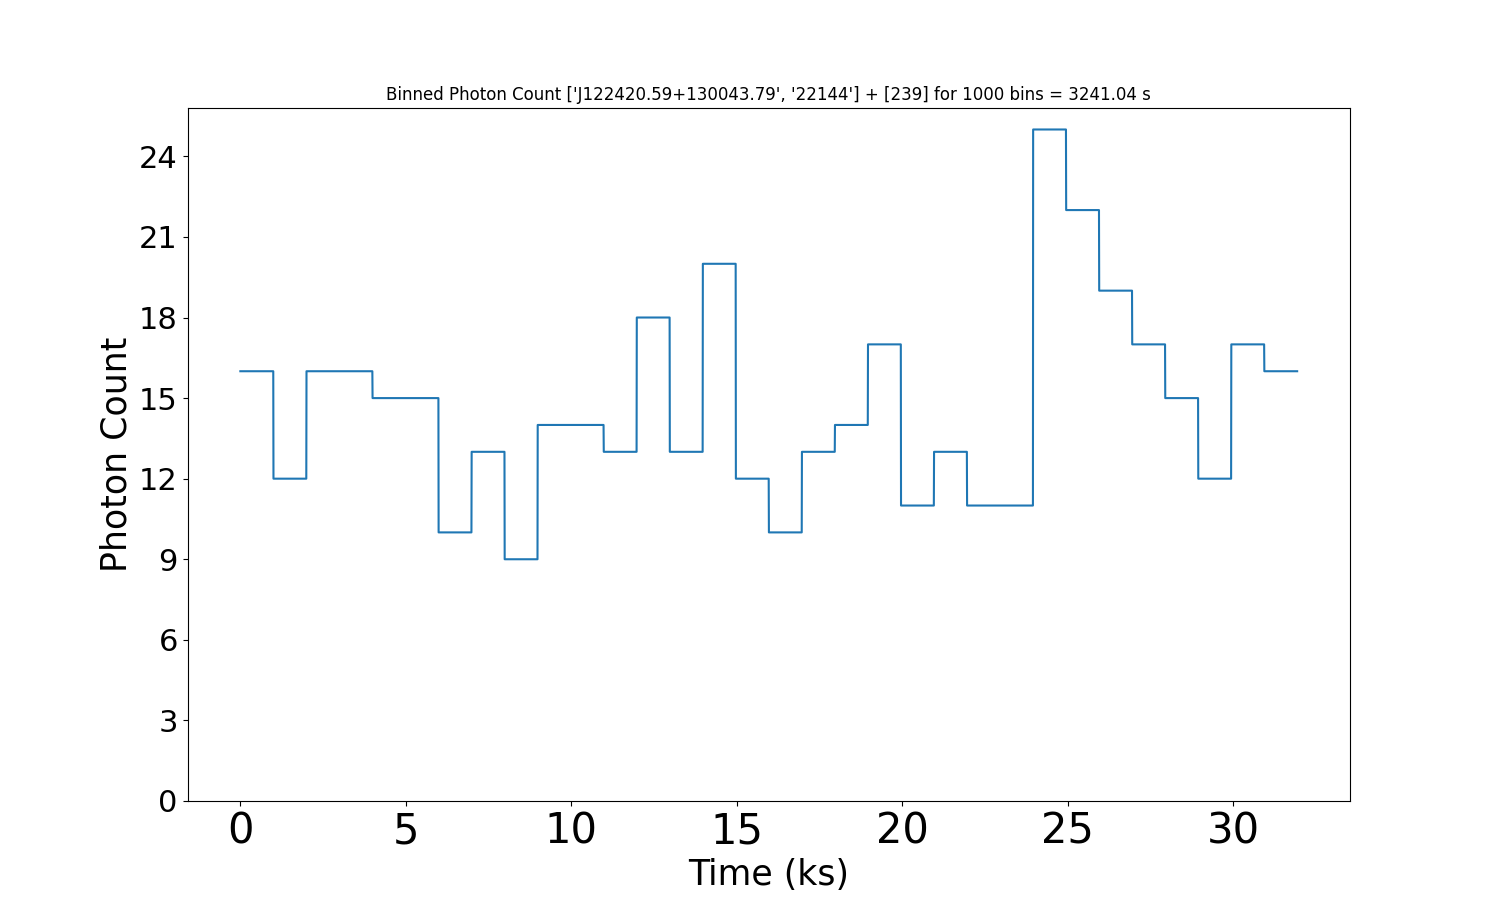 Binned Photon Count ['J122420.59+130043.79', '22144'] + [239] for 1000 bins = 3241.04 s
24
21
18
15
12
9
6
3
0
Photon Count
0 5 10 15 20 25 30
Time (ks)